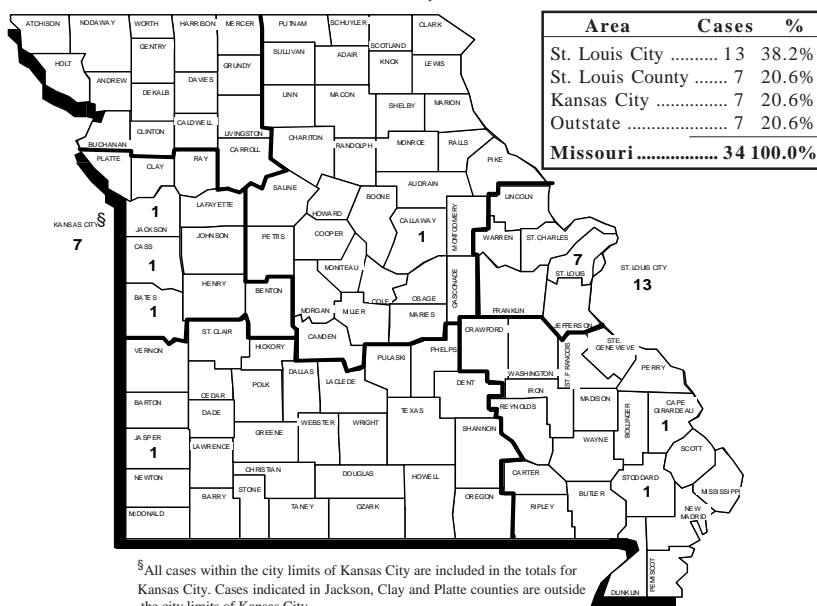 Area Cases %
St. Louis City .......... 13 38.2%
St. Louis County ....... 7 20.6%
Kansas City .............. 7 20.6%
Outstate ................... 7 20.6%
Missouri................. 34 100.0%
ATCHISON NODAWAY WORTH HARRISON MERCER PUTNAM SCHUYLER CLARK
SCOTLAND
GENTRY SULLIVAN ADAIR
HOLT KNOX LEWIS
GRUNDY
ANDREW DAVIES
DEKALB LINN MACON
SHELBY MARION
CLINTON CALDWELL
LIVINGSTON CHARITON
BUCHANAN CARROLL RANDOLPH MONROE RALLS
PLATTE CLAY RAY PIKE
SALINE AUDRAIN
BOONE LINCOLN
LAFAYETTE HOWARD
KANSAS CITY§ 1 CALLAWAY MONTGOMERY
7 JACKSON JOHNSON PETTIS COOPER 1 WARREN ST. CHARLES
CASS 7
1 MONITEAU ST. LOUIS ST. LOUIS CITY
HENRY COLE OSAGE GASCONADE 13
BATES BENTON MORGAN MILLER
1 MARIES FRANKLIN
ST. CLAIR CAMDEN CRAWFORD JEFFERSON
VERNON HICKORY PULASKI PHELPS STE. GENEVIEVE
DALLAS ST. FRANCOIS
LACLEDE WASHINGTON PERRY
CEDAR POLK DENT IRON
BARTON REYNOLDS MADISON CAPE GIRARDEAU
DADE TEXAS BOLLINGER 1
JASPER GREENE WEBSTER WRIGHT SHANNON
1 LAWRENCE WAYNE SCOTT
CHRISTIAN DOUGLAS CARTER STODDARD
NEWTON HOWELL 1 MISSISSIPPI
STONE BUTLER
BARRY TANEY OZARK OREGON RIPLEY NEW MADRID
McDONALD
PEMISCOT
DUNKLIN
§All cases within the city limits of Kansas City are included in the totals for
Kansas City. Cases indicated in Jackson, Clay and Platte counties are outside
the city limits of Kansas City.